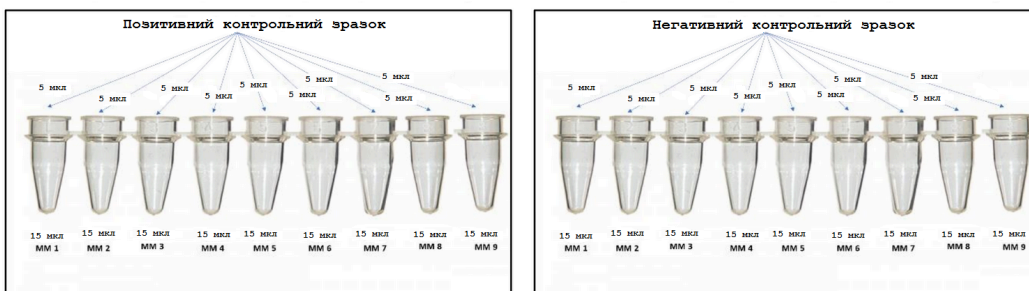 Позитивний контрольний зразок
5 мкл 5 мкл 5 мкл 5 мкл 5 мкл 5 мкл 5 мкл 5 мкл 5 мкл
15 мкл 15 мкл 15 мкл 15 мкл 15 мкл 15 мкл 15 мкл 15 мкл 15 мкл
ММ 1 ММ 2 ММ 3 ММ 4 ММ 5 ММ 6 ММ 7 ММ 8 ММ 9
Негативний контрольний зразок
5 мкл 5 мкл 5 мкл 5 мкл 5 мкл 5 мкл 5 мкл 5 мкл 5 мкл
15 мкл 15 мкл 15 мкл 15 мкл 15 мкл 15 мкл 15 мкл 15 мкл 15 мкл
ММ 1 ММ 2 ММ 3 ММ 4 ММ 5 ММ 6 ММ 7 ММ 8 ММ 9